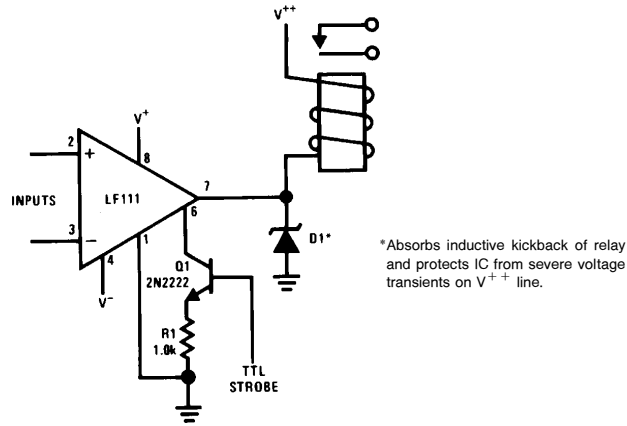 V++
V+
2
8
+
INPUTS
LF111
7
6
3
-
1
4
V-
D1*
Q1
2N2222
R1
1.0k
TTL
STROBE
*Absorbs inductive kickback of relay
and protects IC from severe voltage
transients on V++ line.